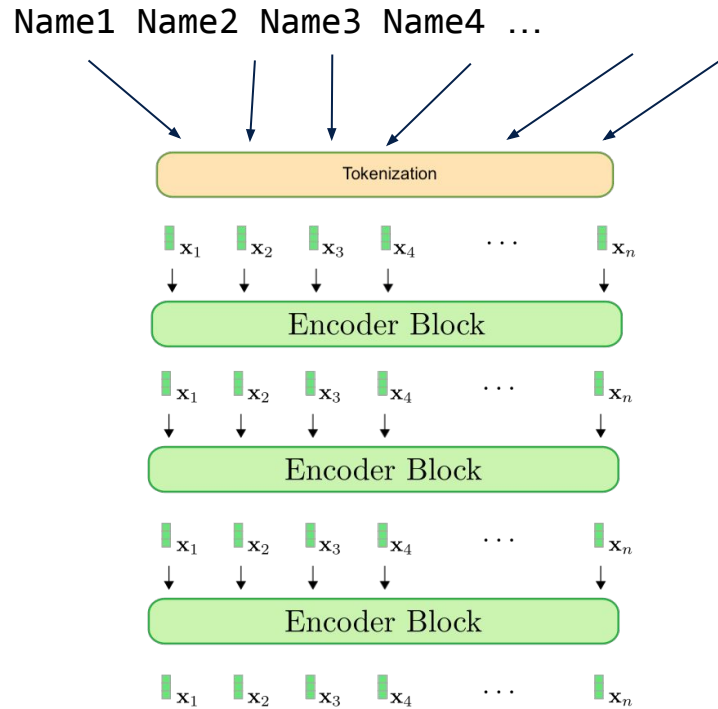 Name1 Name2 Name3 Name4 ...
Tokenization
x₁ x₂ x₃ x₄ ... xₙ
Encoder Block
x₁ x₂ x₃ x₄ ... xₙ
Encoder Block
x₁ x₂ x₃ x₄ ... xₙ
Encoder Block
x₁ x₂ x₃ x₄ ... xₙ